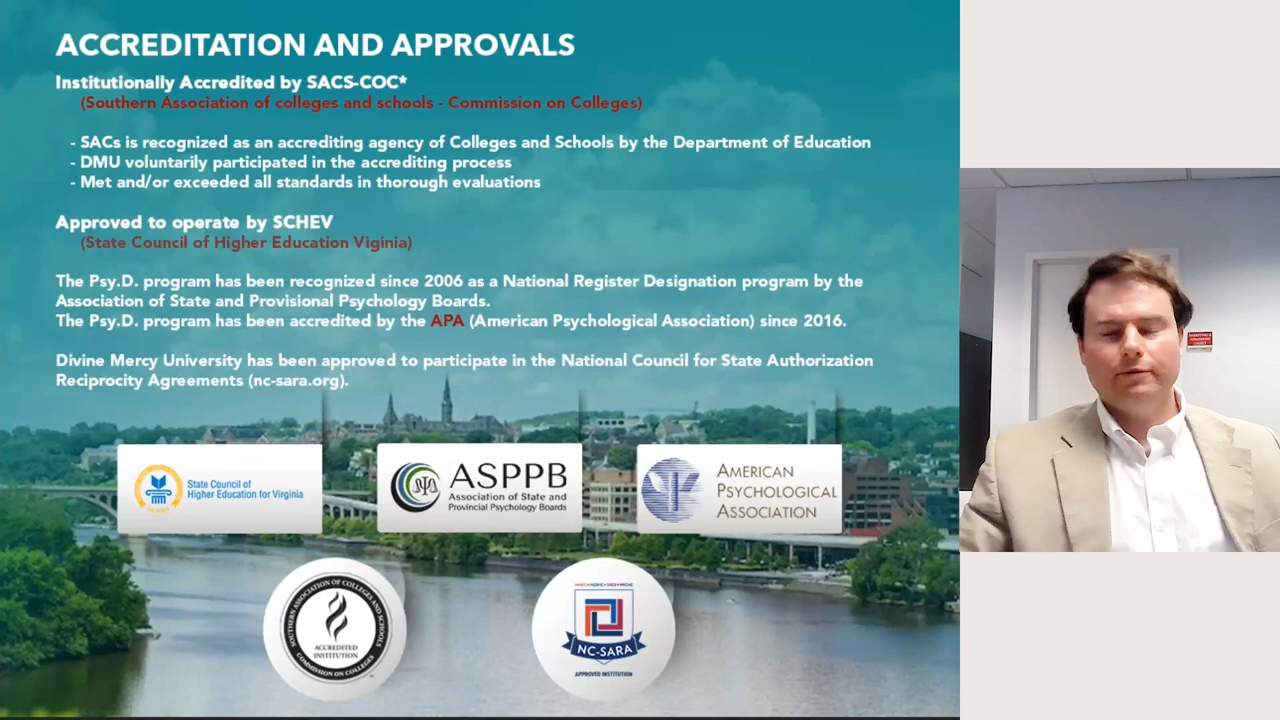 ACCREDITATION AND APPROVALS
Institutionally Accredited by SACS-COC*
(Southern Association of colleges and schools - Commission on Colleges)
- SACs is recognized as an accrediting agency of Colleges and Schools by the Department of Education
- DMU voluntarily participated in the accrediting process
- Met and/or exceeded all standards in thorough evaluations
Approved to operate by SCHEV
(State Council of Higher Education Viginia)
The Psy.D. program has been recognized since 2006 as a National Register Designation program by the
Association of State and Provisional Psychology Boards.
The Psy.D. program has been accredited by the APA (American Psychological Association) since 2016.
Divine Mercy University has been approved to participate in the National Council for State Authorization
Reciprocity Agreements (nc-sara.org).
State Council of
Higher Education for Virginia
ASPPB
Association of State and
Provincial Psychology Boards
AMERICAN
PSYCHOLOGICAL
ASSOCIATION
SOUTHERN ASSOCIATION OF COLLEGES AND SCHOOLS
ACCREDITED
INSTITUTION
COMMISSION ON COLLEGES
NC-SARA
APPROVED INSTITUTION